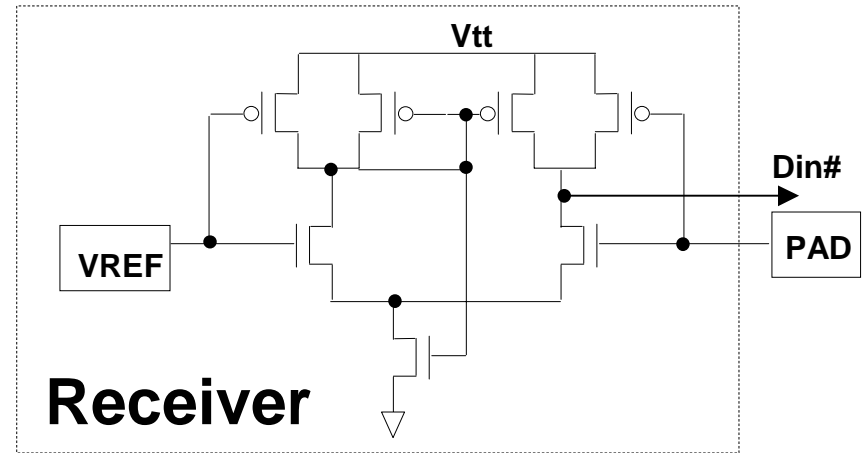 Vtt
Din#
VREF
PAD
Receiver